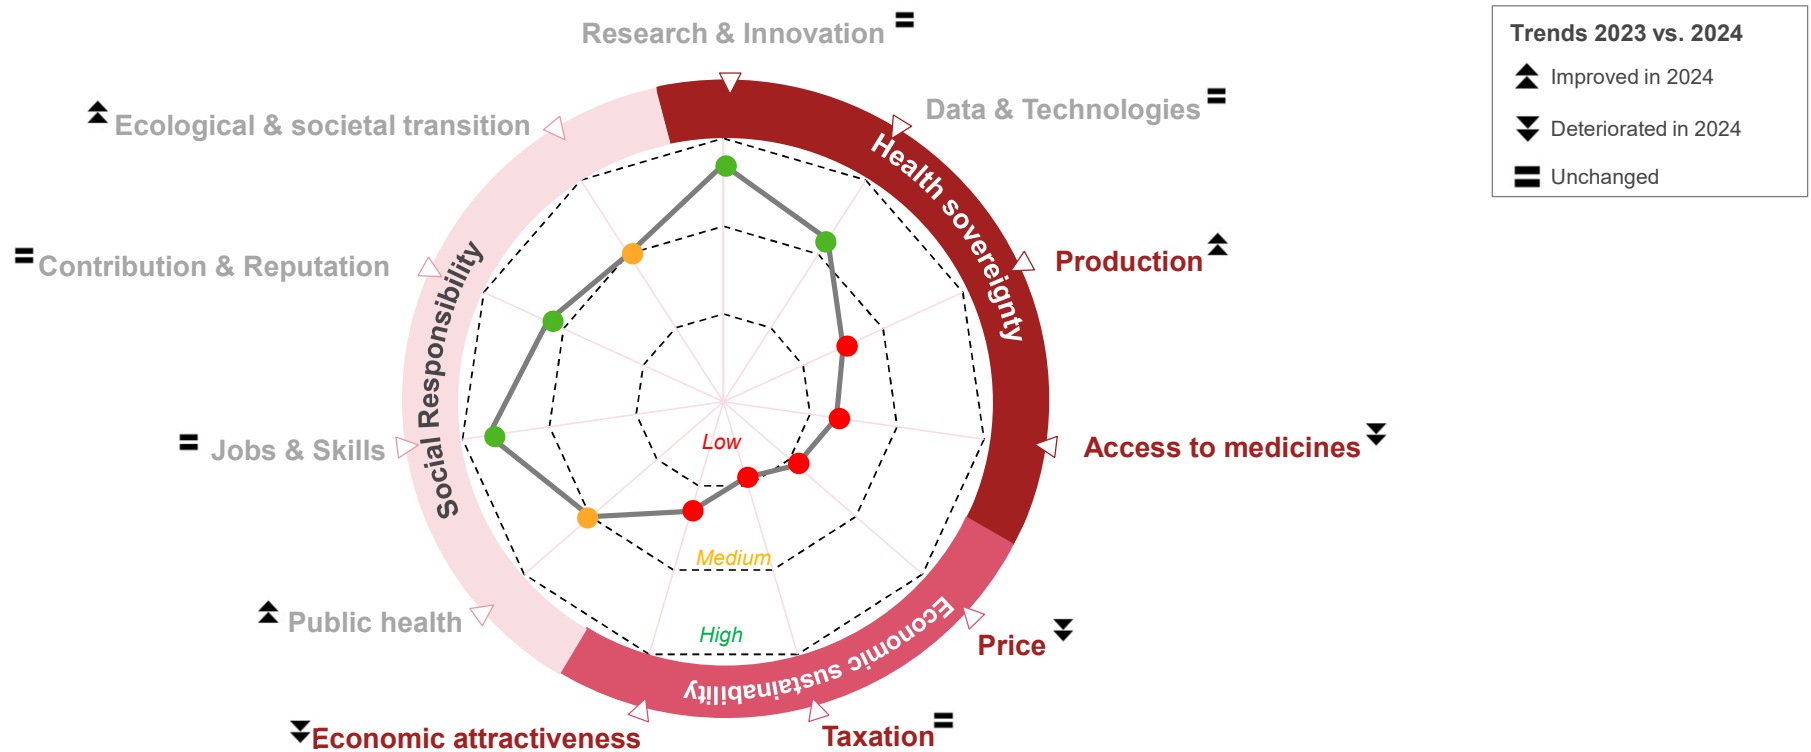 Research & Innovation
Trends 2023 vs. 2024
Improved in 2024
Deteriorated in 2024
Unchanged
Ecological & societal transition
Data & Technologies
Health sovereignty
Production
Contribution & Reputation
Social Responsibility
Jobs & Skills
Low
Access to medicines
Medium
Public health
High
Economic sustainability
Price
Economic attractiveness
Taxation